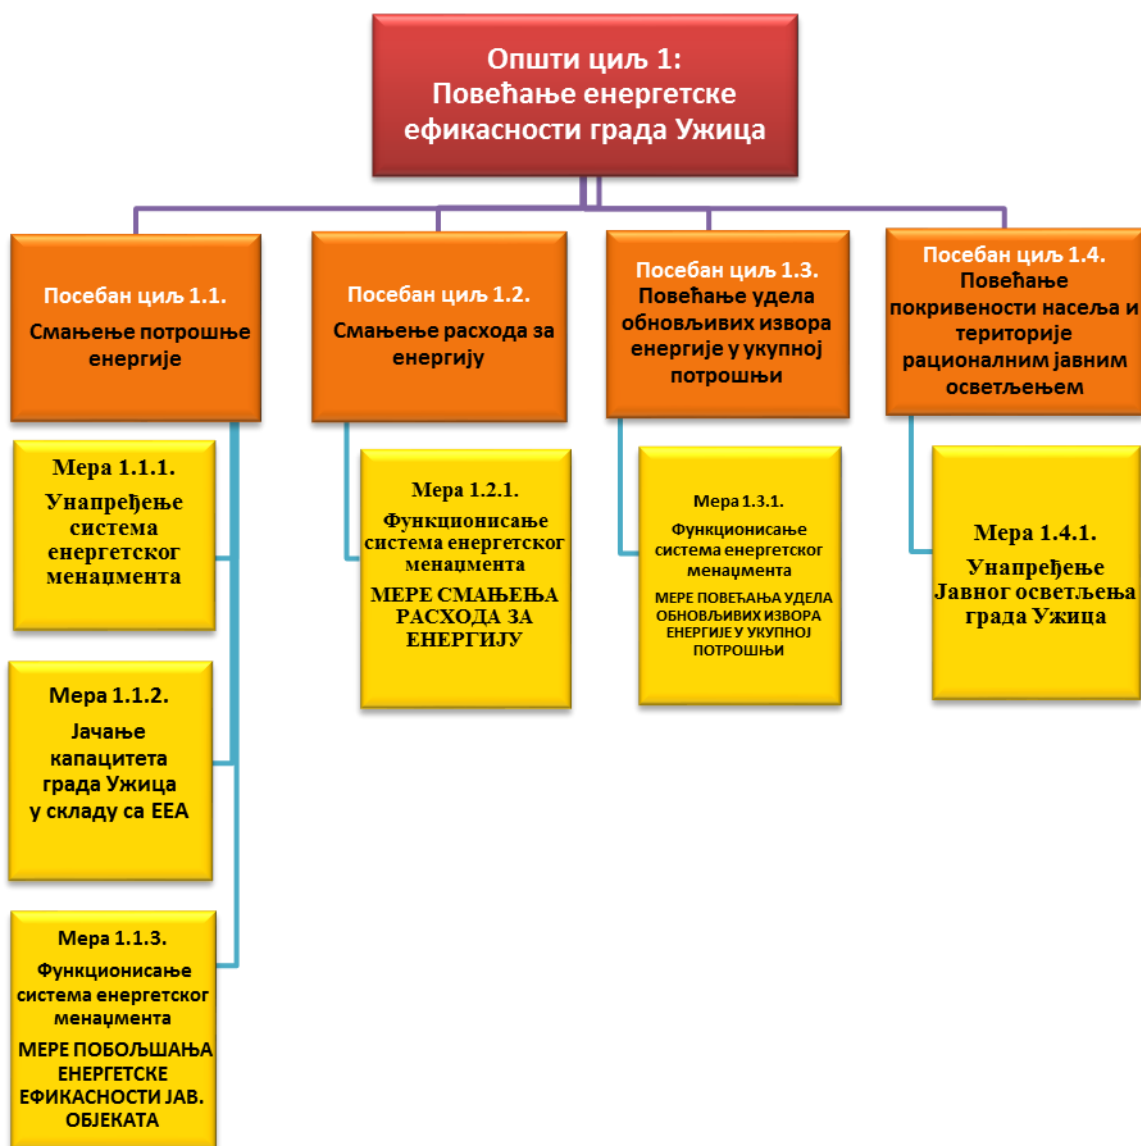 Општи циљ 1:
Повећање енергетске
ефикасности града Ужица
Посебан циљ 1.1.
Смањење потрошње
енергије
Посебан циљ 1.2.
Смањење расхода за
енергију
Посебан циљ 1.3.
Повећање удела
обновљивих извора
енергије у укупној
потрошњи
Посебан циљ 1.4.
Повећање
покривености насеља и
територије
рационалним јавним
осветљењем
Мера 1.1.1.
Унапређење
система
енергетског
менаџмента
Мера 1.1.2.
Јачање
капацитета
града Ужица
у складу са ЕЕА
Мера 1.1.3.
Функционисање
система енергетског
менаџмента
МЕРЕ ПОБОЉШАЊА
ЕНЕРГЕТСКЕ
ЕФИКАСНОСТИ ЈАВ.
ОБЈЕКАТА
Мера 1.2.1.
Функционисање
система енергетског
менаџмента
МЕРЕ СМАЊЕЊА
РАСХОДА ЗА
ЕНЕРГИЈУ
Мера 1.3.1.
Функционисање
система енергетског
менаџмента
МЕРЕ ПОВЕЋАЊА УДЕЛА
ОБНОВЉИВИХ ИЗВОРА
ЕНЕРГИЈЕ У УКУПНОЈ
ПОТРОШЊИ
Мера 1.4.1.
Унапређење
Јавног осветљења
града Ужица